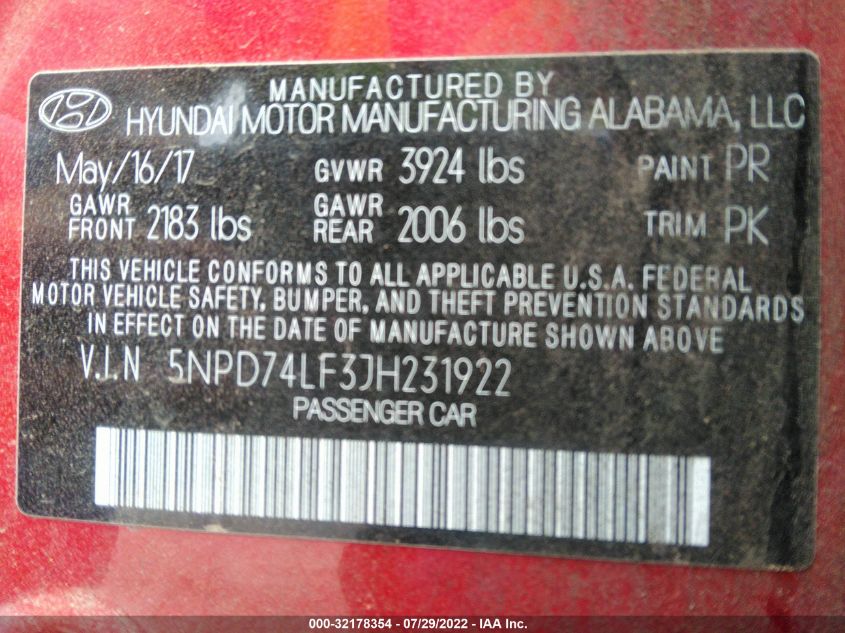 MANUFACTURED BY
HYUNDAI MOTOR MANUFACTURING ALABAMA, LLC
May/16/17 GVWR 3924 lbs PAINT PR
GAWR FRONT 2183 lbs GAWR REAR 2006 lbs TRIM PK
THIS VEHICLE CONFORMS TO ALL APPLICABLE U.S.A. FEDERAL
MOTOR VEHICLE SAFETY, BUMPER, AND THEFT PREVENTION STANDARDS
IN EFFECT ON THE DATE OF MANUFACTURE SHOWN ABOVE
V.I.N 5NPD74LF3JH231922
PASSENGER CAR
000-32178354 / 07/29/2022 - IAA Inc.